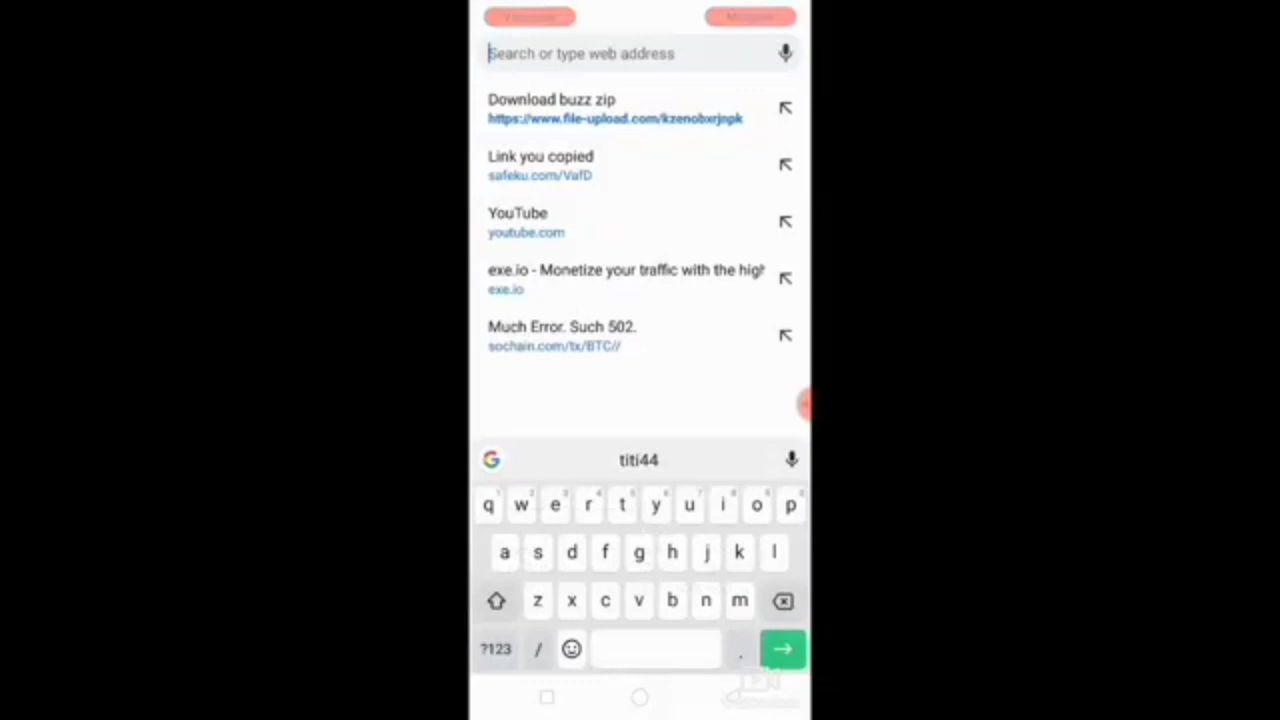 Search or type web address
Download buzz zip
https://www.file-upload.com/kzenobxrjnpk
Link you copied
safeku.com/VafD
YouTube
youtube.com
exe.io - Monetize your traffic with the high
exe.io
Much Error. Such 502.
sochain.com/tx/BTC//
titi44
q w e r t y u i o p
a s d f g h j k l
z x c v b n m
?123 / .